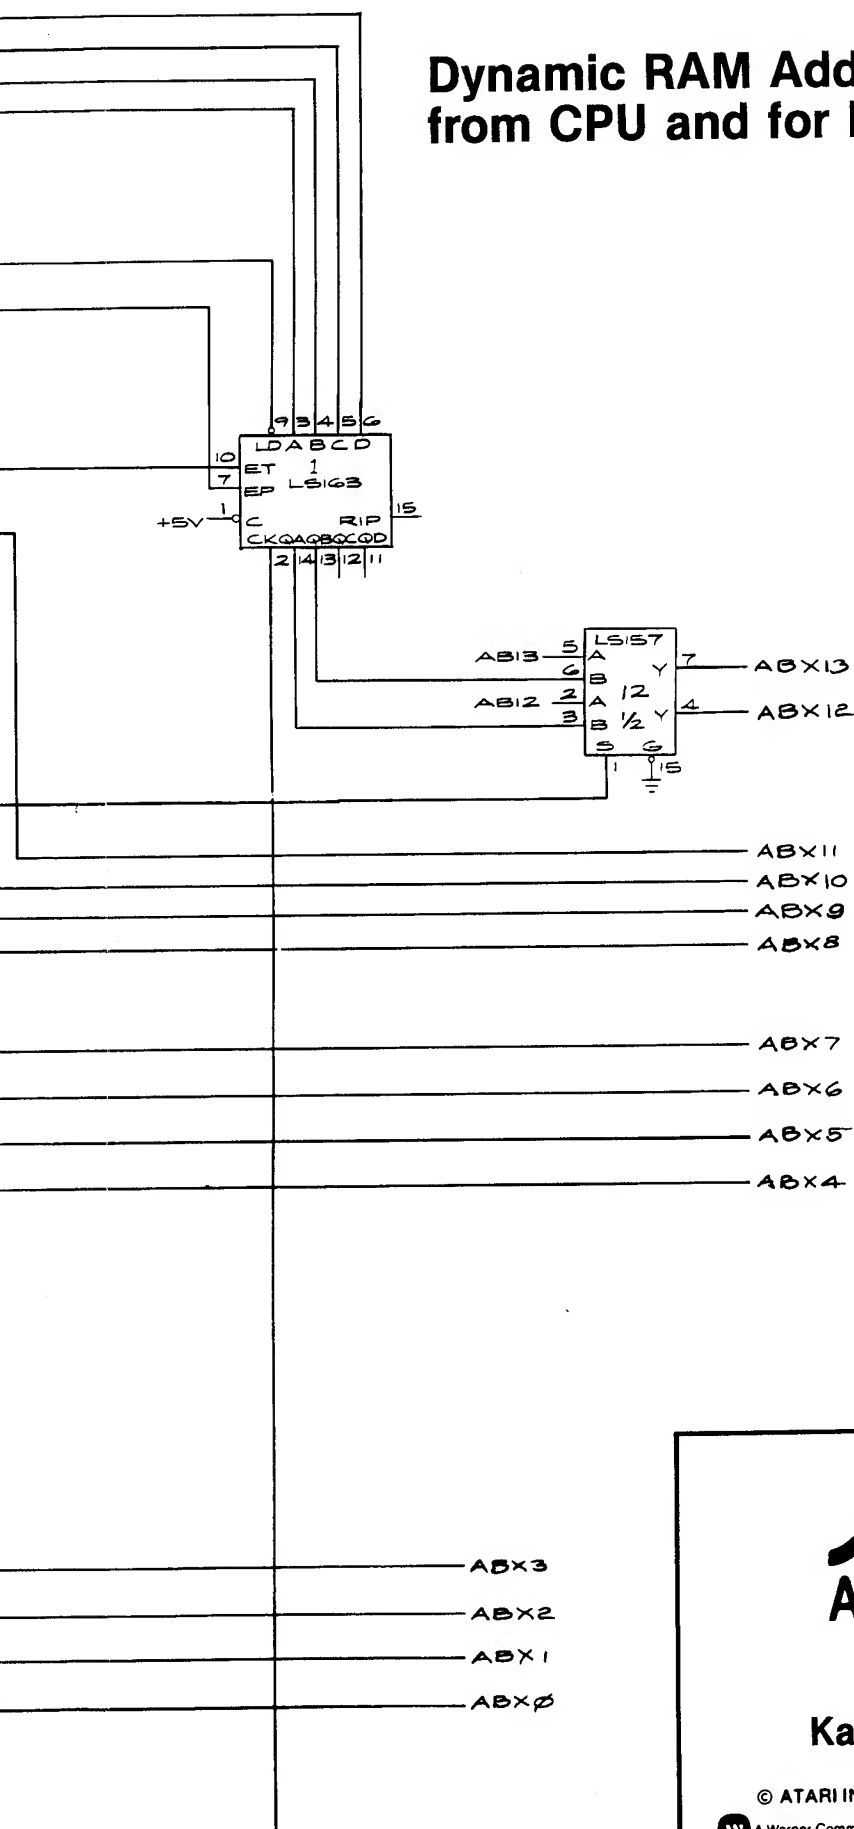 Dynamic RAM Add
from CPU and for
9 3 4 5 6
LD A B C D
10 ET 1
7 EP LS163
+5V 1 C RIP 15
CK QA QB QC QD
2 14 13 12 11
LS157
AB13 5 A Y 7 ABX13
6 B
AB12 2 A 12 Y 4 ABX12
3 B 1/2
S G
1 15
ABX11
ABX10
ABX9
ABX8
ABX7
ABX6
ABX5
ABX4
ABX3
ABX2
ABX1
ABXØ
A
Ka
© ATARI IN
A Warner Comm